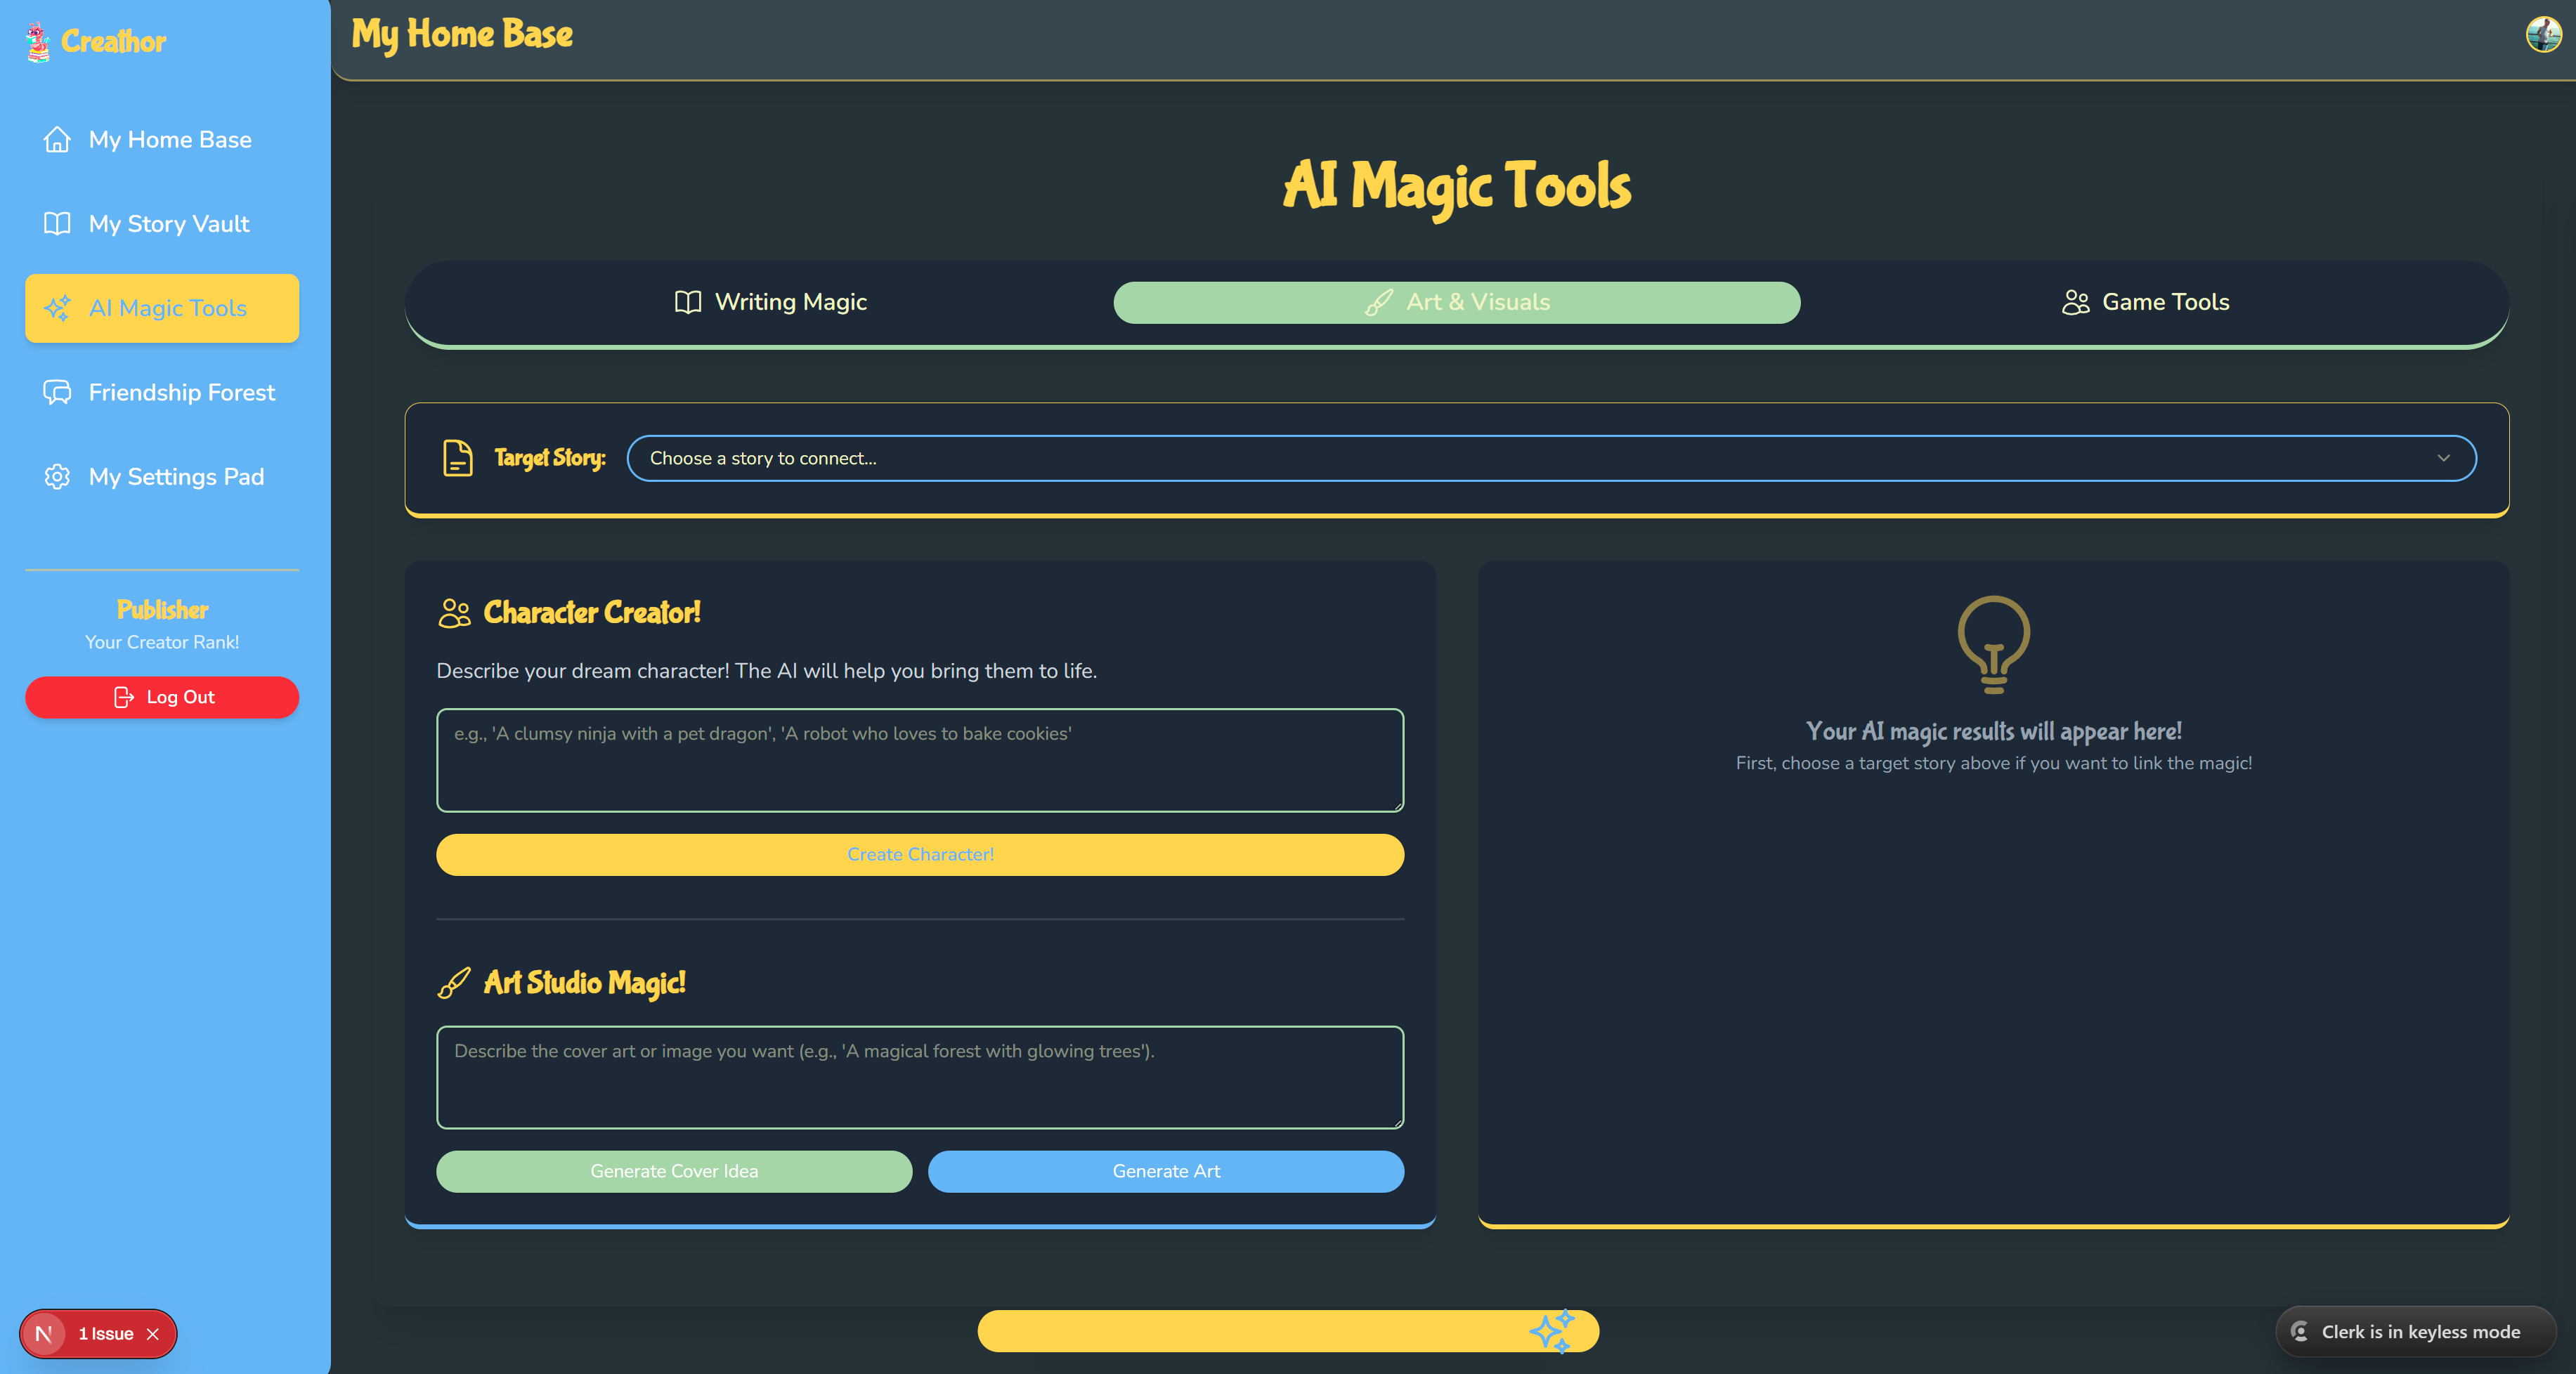 Creathor
My Home Base
My Home Base
My Story Vault
AI Magic Tools
Friendship Forest
My Settings Pad
Publisher
Your Creator Rank!
Log Out
AI Magic Tools
Writing Magic
Art & Visuals
Game Tools
Target Story:
Choose a story to connect...
Character Creator!
Describe your dream character! The AI will help you bring them to life.
e.g., 'A clumsy ninja with a pet dragon', 'A robot who loves to bake cookies'
Create Character!
Art Studio Magic!
Describe the cover art or image you want (e.g., 'A magical forest with glowing trees').
Generate Cover Idea
Generate Art
Your AI magic results will appear here!
First, choose a target story above if you want to link the magic!
N
1 Issue
Clerk is in keyless mode